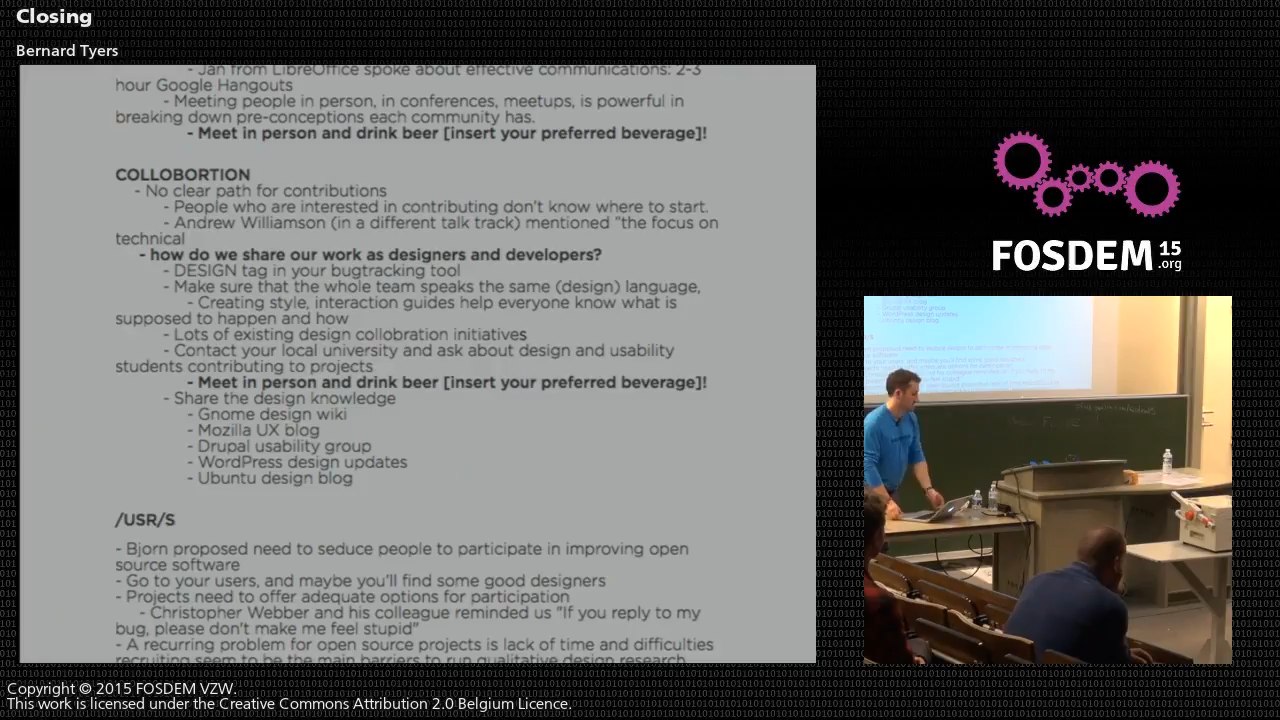 Closing
Bernard Tyers
- Jan from LibreOffice spoke about effective communications: 2-3
hour Google Hangouts
- Meeting people in person, in conferences, meetups, is powerful in
breaking down pre-conceptions each community has.
- Meet in person and drink beer [insert your preferred beverage]!
COLLOBORTION
- No clear path for contributions
- People who are interested in contributing don't know where to start.
- Andrew Williamson (in a different talk track) mentioned "the focus on
technical
- how do we share our work as designers and developers?
- DESIGN tag in your bugtracking tool
- Make sure that the whole team speaks the same (design) language,
- Creating style, interaction guides help everyone know what is
supposed to happen and how
- Lots of existing design collobration initiatives
- Contact your local university and ask about design and usability
students contributing to projects
- Meet in person and drink beer [insert your preferred beverage]!
- Share the design knowledge
- Gnome design wiki
- Mozilla UX blog
- Drupal usability group
- WordPress design updates
- Ubuntu design blog
/USR/S
- Bjorn proposed need to seduce people to participate in improving open
source software
- Go to your users, and maybe you'll find some good designers
- Projects need to offer adequate options for participation
- Christopher Webber and his colleague reminded us "If you reply to my
bug, please don't make me feel stupid"
- A recurring problem for open source projects is lack of time and difficulties
recruiting seem to be the main barriers to run qualitative design research
FOSDEM 15
.org
Copyright © 2015 FOSDEM VZW.
This work is licensed under the Creative Commons Attribution 2.0 Belgium Licence.